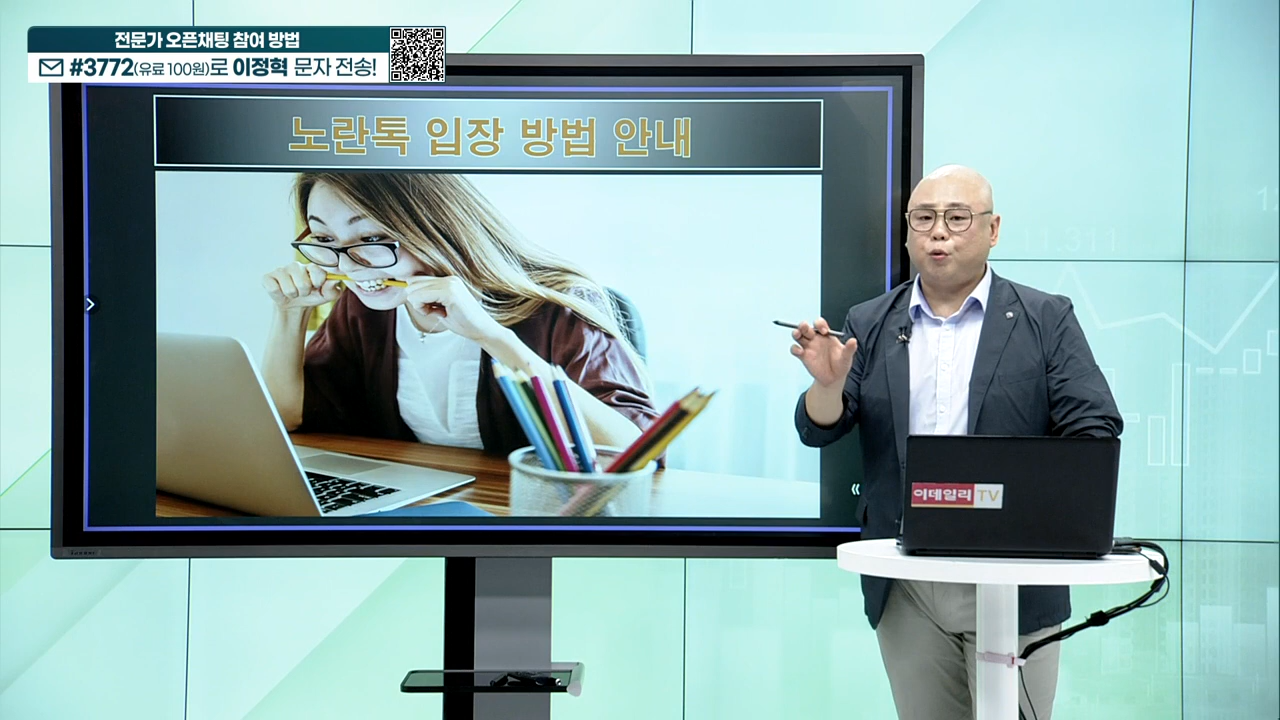 전문가 오픈채팅 참여 방법
#3772(유료 100원)로 이정혁 문자 전송!
노란톡 입장 방법 안내
이데일리 TV